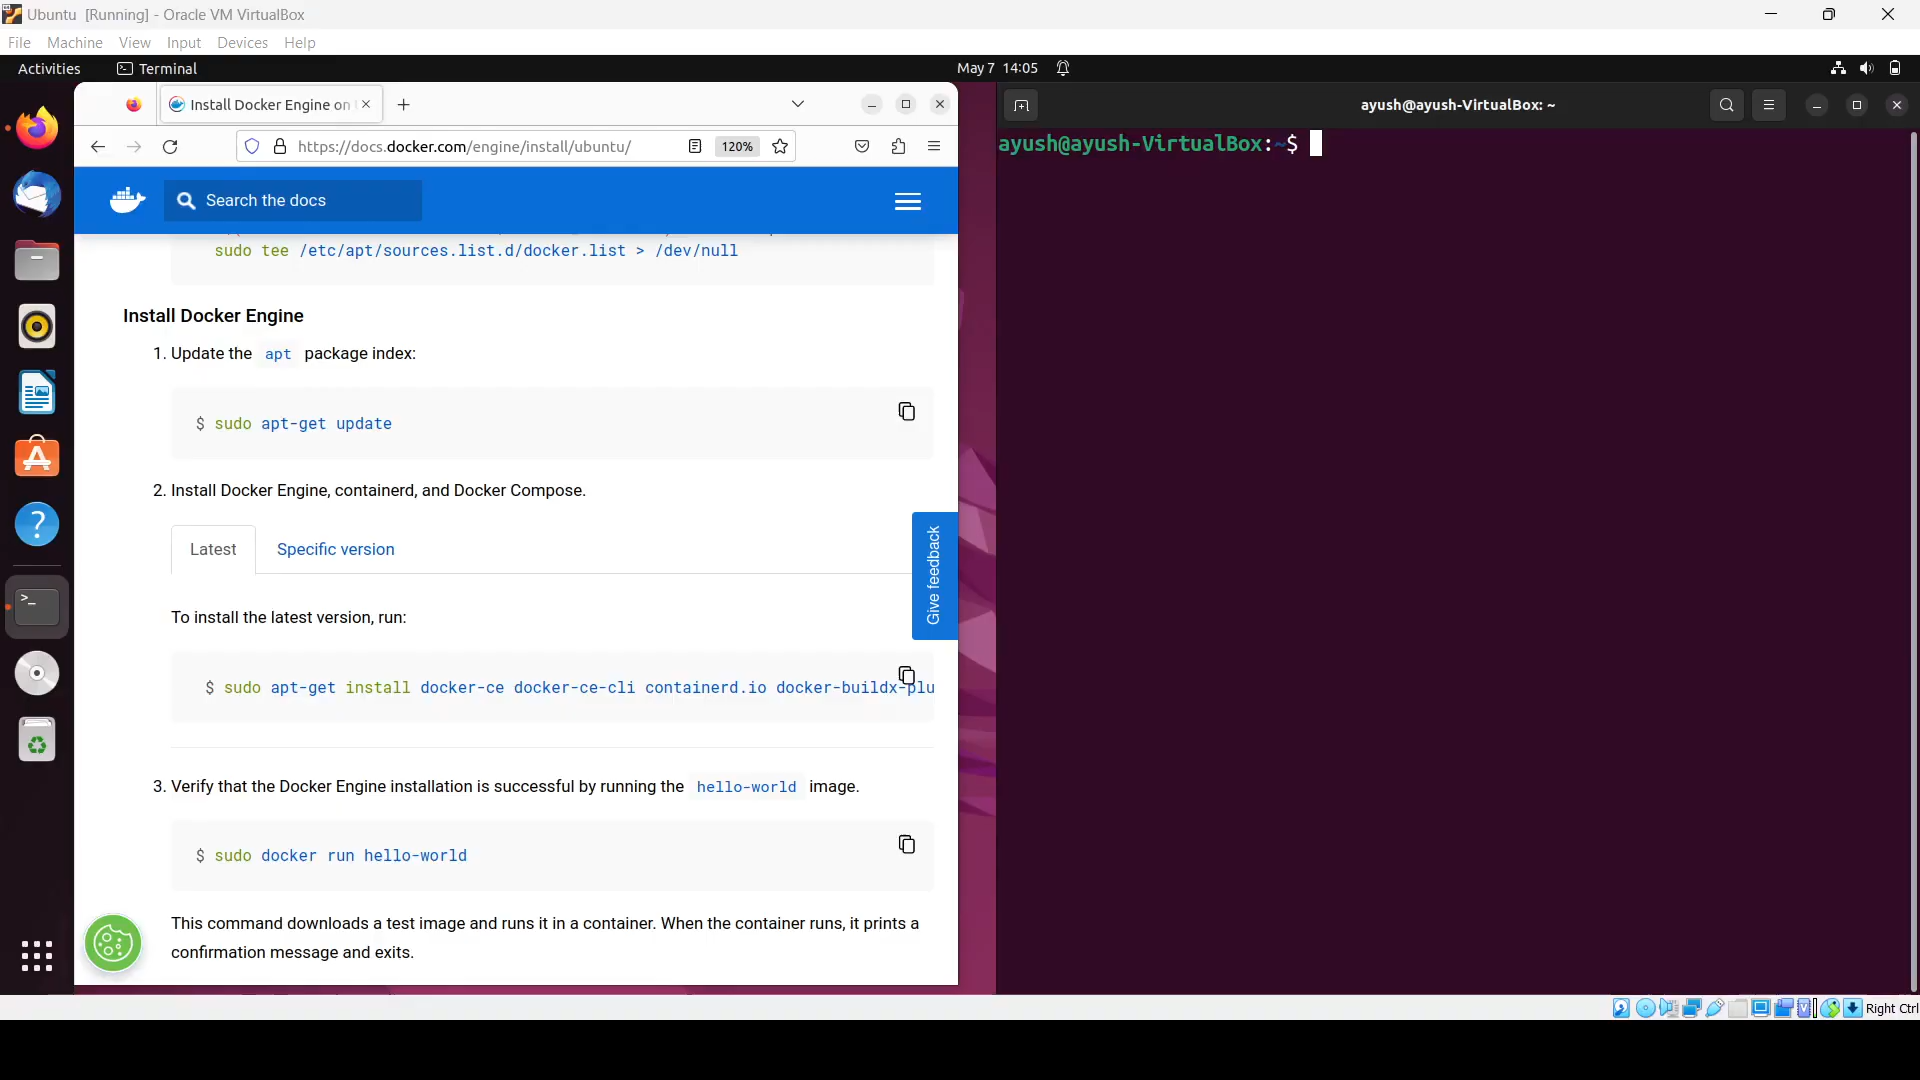 Ubuntu [Running] - Oracle VM VirtualBox
File Machine View Input Devices Help
Activities Terminal May 7 14:05
Install Docker Engine on
https://docs.docker.com/engine/install/ubuntu/ 120%
Search the docs
sudo tee /etc/apt/sources.list.d/docker.list > /dev/null
Install Docker Engine
1. Update the apt package index:
$ sudo apt-get update
2. Install Docker Engine, containerd, and Docker Compose.
Latest Specific version
To install the latest version, run:
$ sudo apt-get install docker-ce docker-ce-cli containerd.io docker-buildx-plu
3. Verify that the Docker Engine installation is successful by running the hello-world image.
$ sudo docker run hello-world
This command downloads a test image and runs it in a container. When the container runs, it prints a
confirmation message and exits.
Give feedback
ayush@ayush-VirtualBox: ~
ayush@ayush-VirtualBox:~$
Right Ctrl